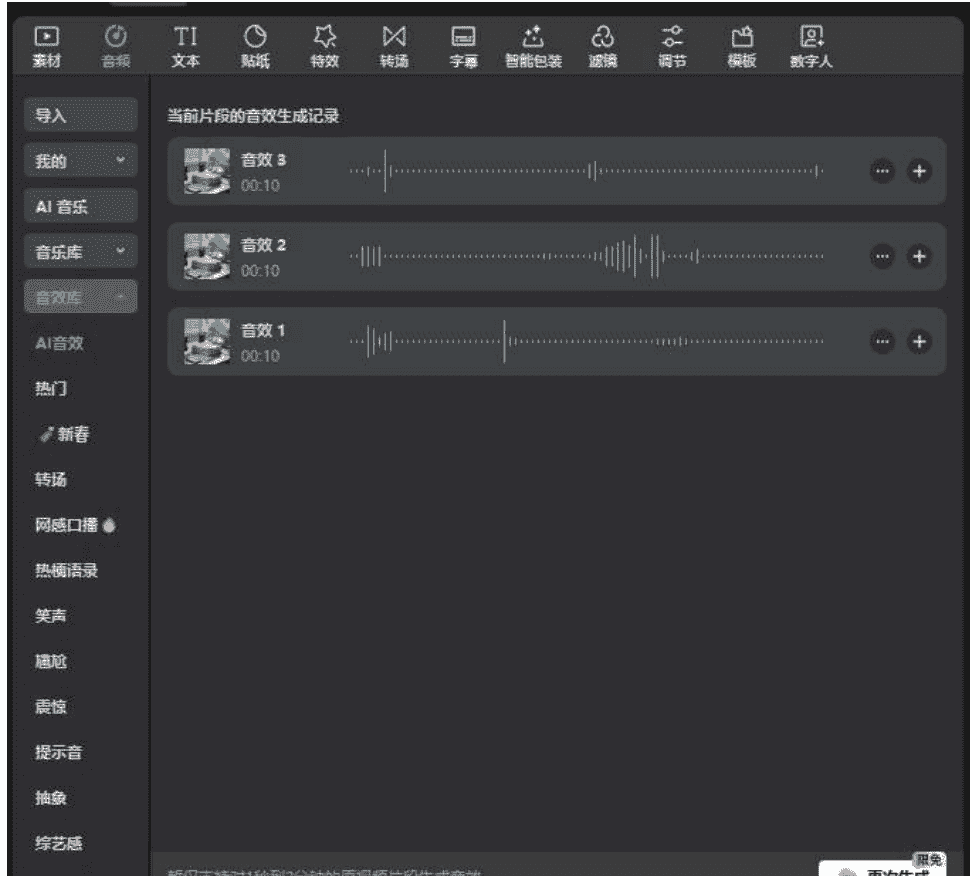 素材 音频 TI 文本 贴纸 特效 转场 字幕 智能包装 滤镜 调节 模板 数字人
导入
我的
AI 音乐
音乐库
音效库
AI音效
热门
新春
转场
网感口播
热梗语录
笑声
尴尬
震惊
提示音
抽象
综艺感
当前片段的音效生成记录
音效 3
00:10
音效 2
00:10
音效 1
00:10
限免
再次生成